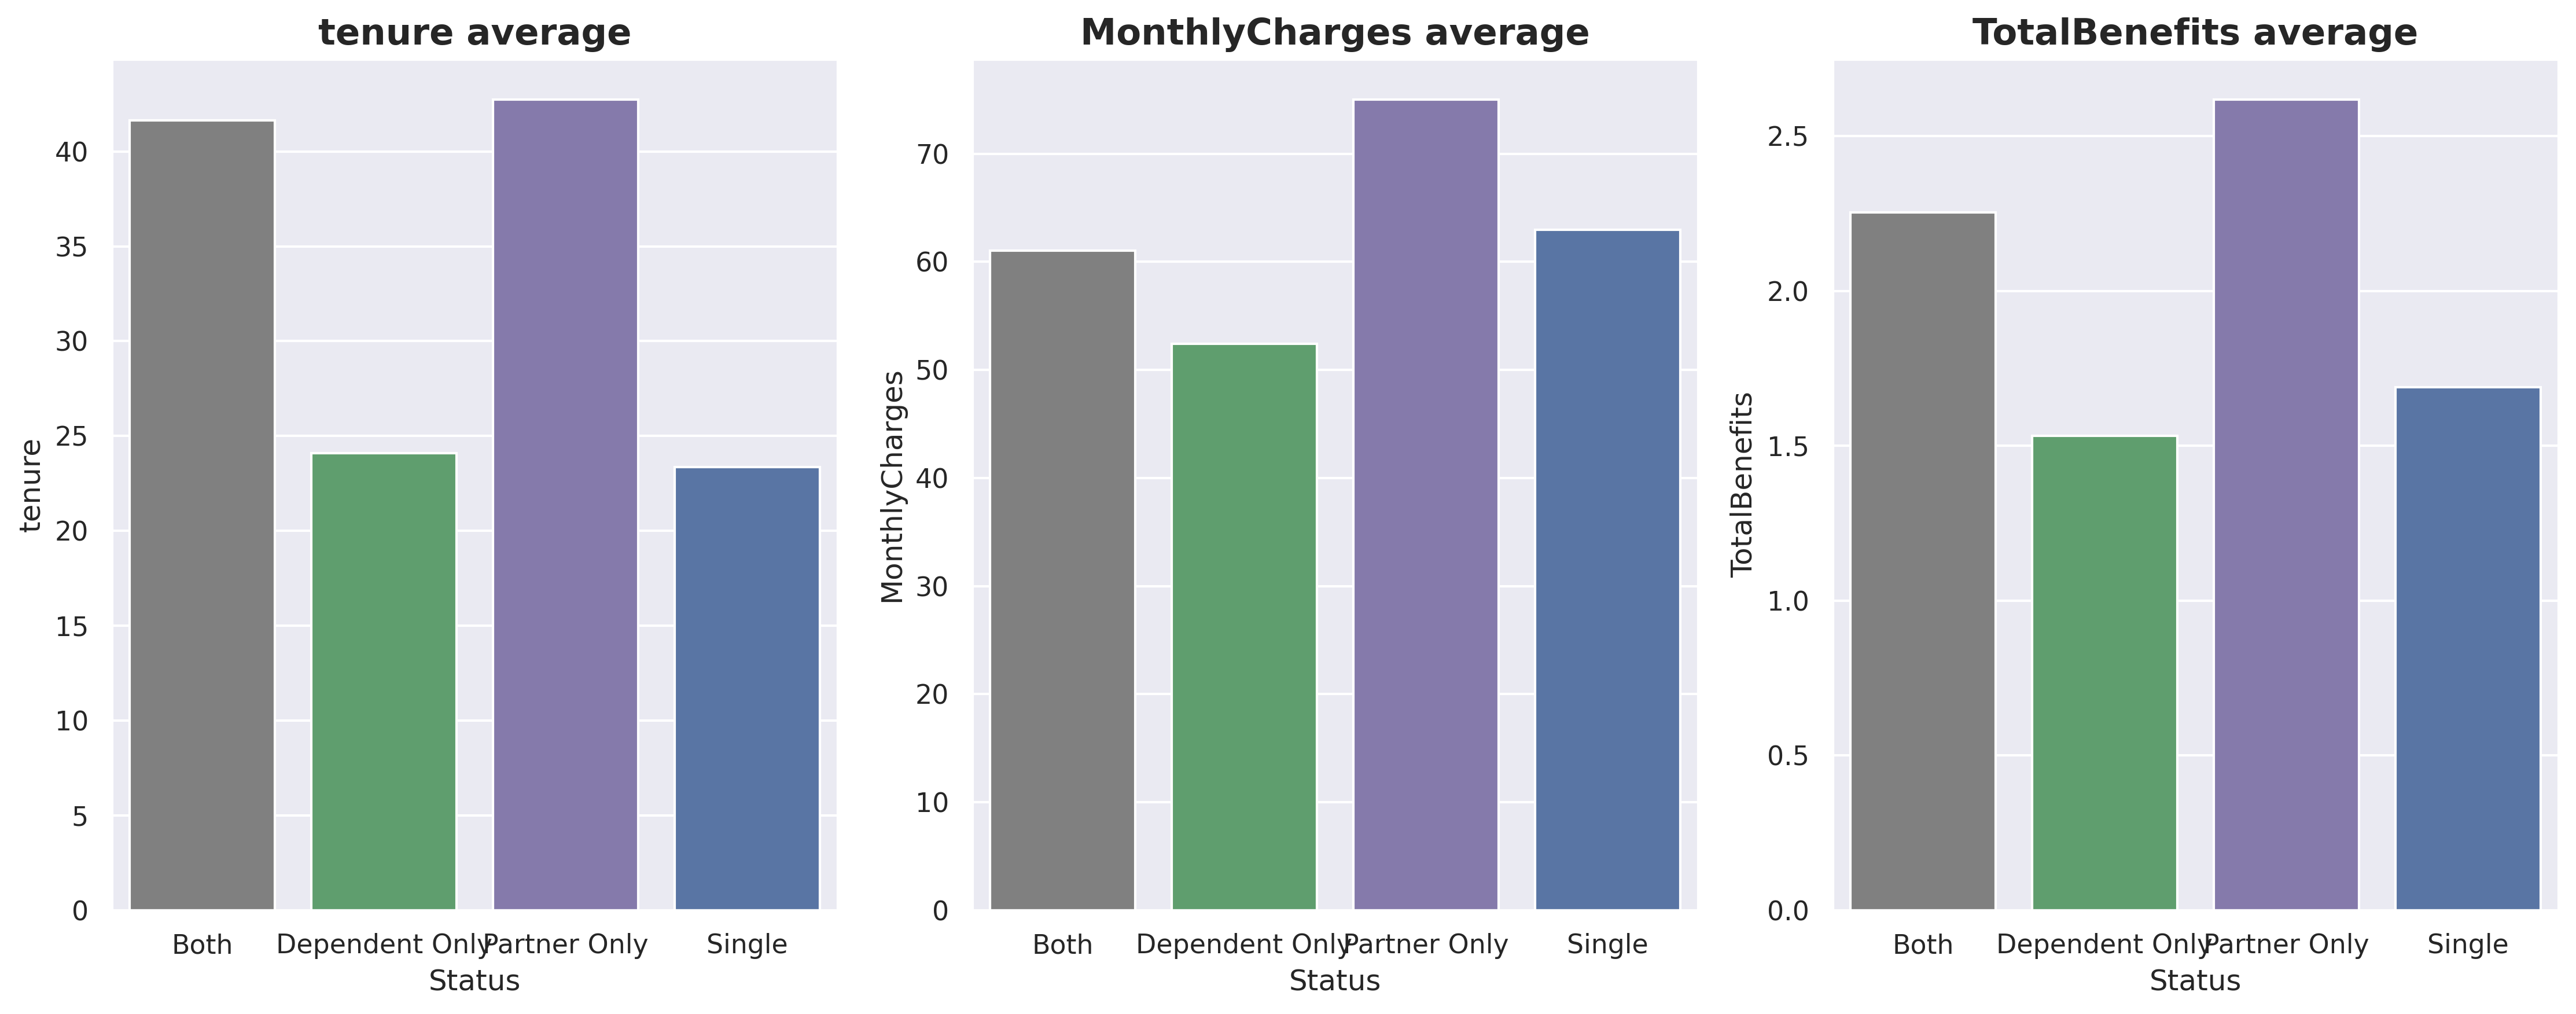 tenure average
tenure
40
35
30
25
20
15
10
5
0
Both Dependent Only Partner Only Single
Status
MonthlyCharges average
MonthlyCharges
70
60
50
40
30
20
10
0
Both Dependent Only Partner Only Single
Status
TotalBenefits average
TotalBenefits
2.5
2.0
1.5
1.0
0.5
0.0
Both Dependent Only Partner Only Single
Status